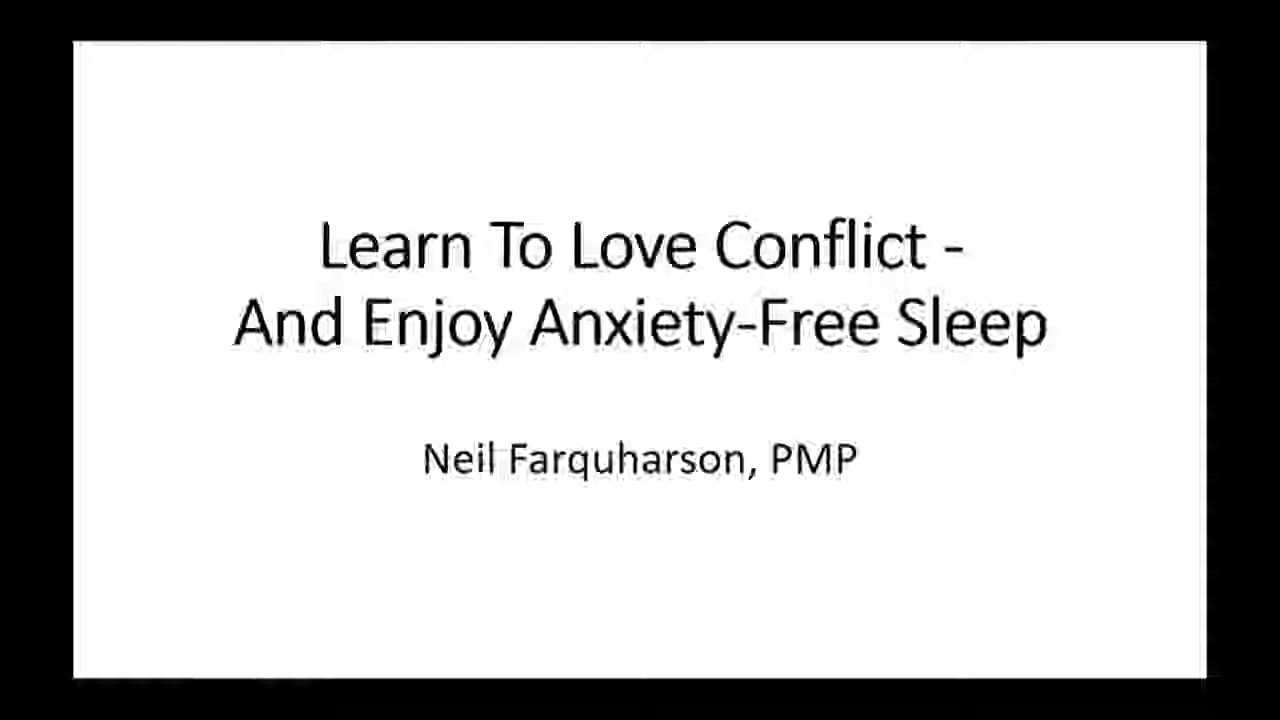 Learn To Love Conflict -
And Enjoy Anxiety-Free Sleep
Neil Farquharson, PMP